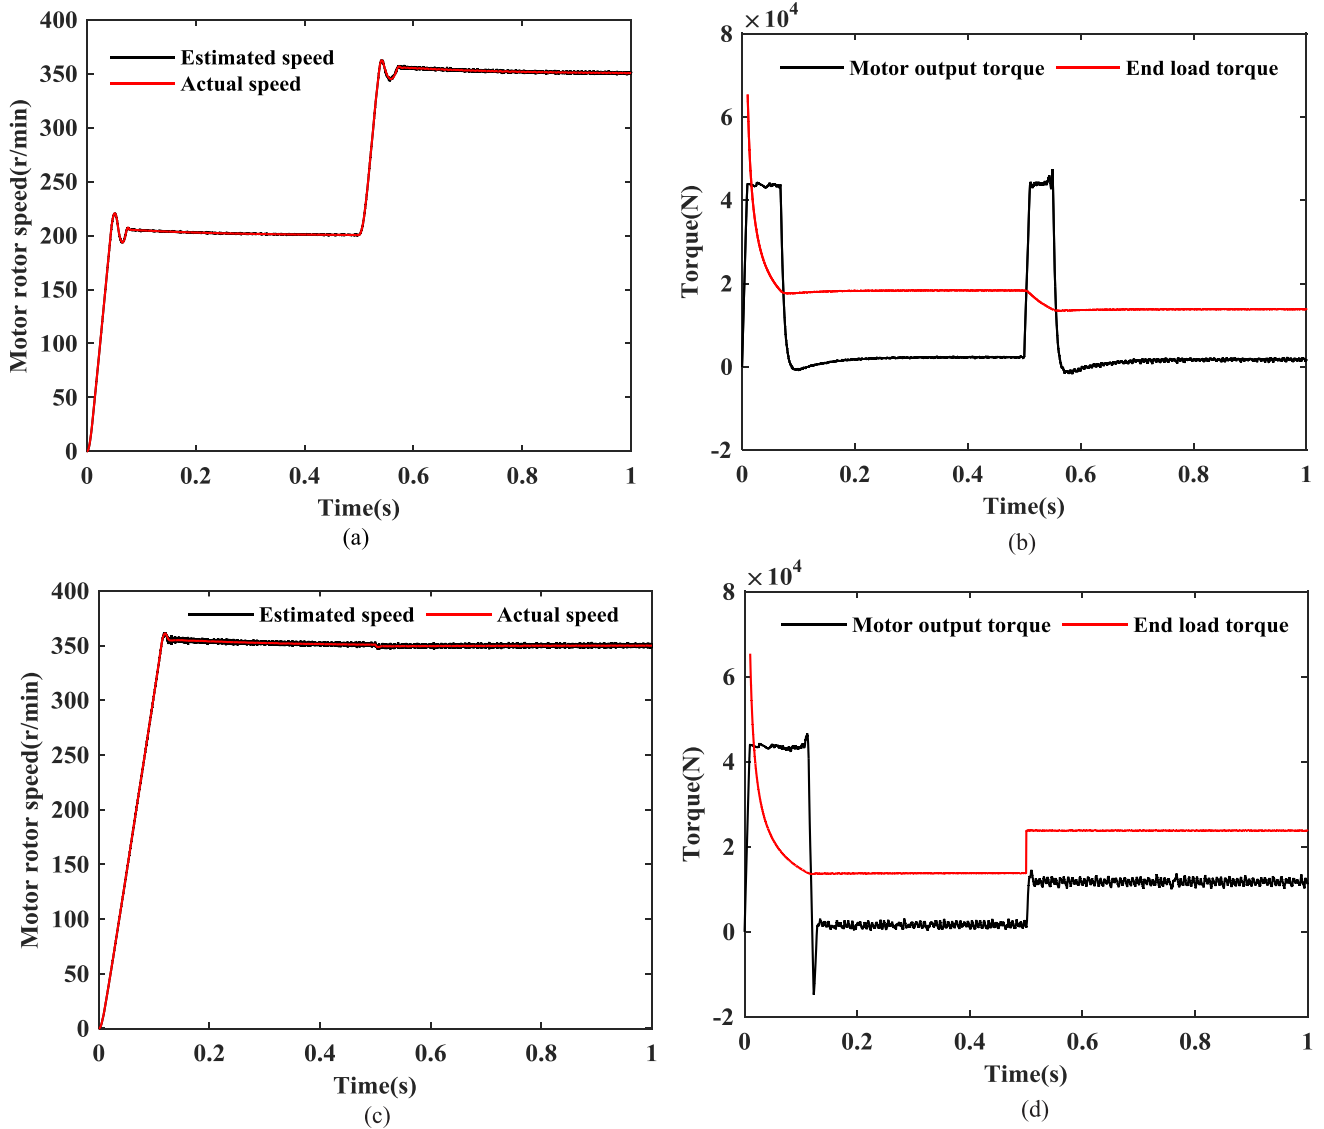 400
350
300
250
200
150
100
50
0
Motor rotor speed(r/min)
Estimated speed
Actual speed
0 0.2 0.4 0.6 0.8 1
Time(s)
(a)
×10⁴
8
6
4
2
0
-2
Torque(N)
Motor output torque End load torque
0 0.2 0.4 0.6 0.8 1
Time(s)
(b)
400
350
300
250
200
150
100
50
0
Motor rotor speed(r/min)
Estimated speed Actual speed
0 0.2 0.4 0.6 0.8 1
Time(s)
(c)
×10⁴
8
6
4
2
0
-2
Torque(N)
Motor output torque End load torque
0 0.2 0.4 0.6 0.8 1
Time(s)
(d)